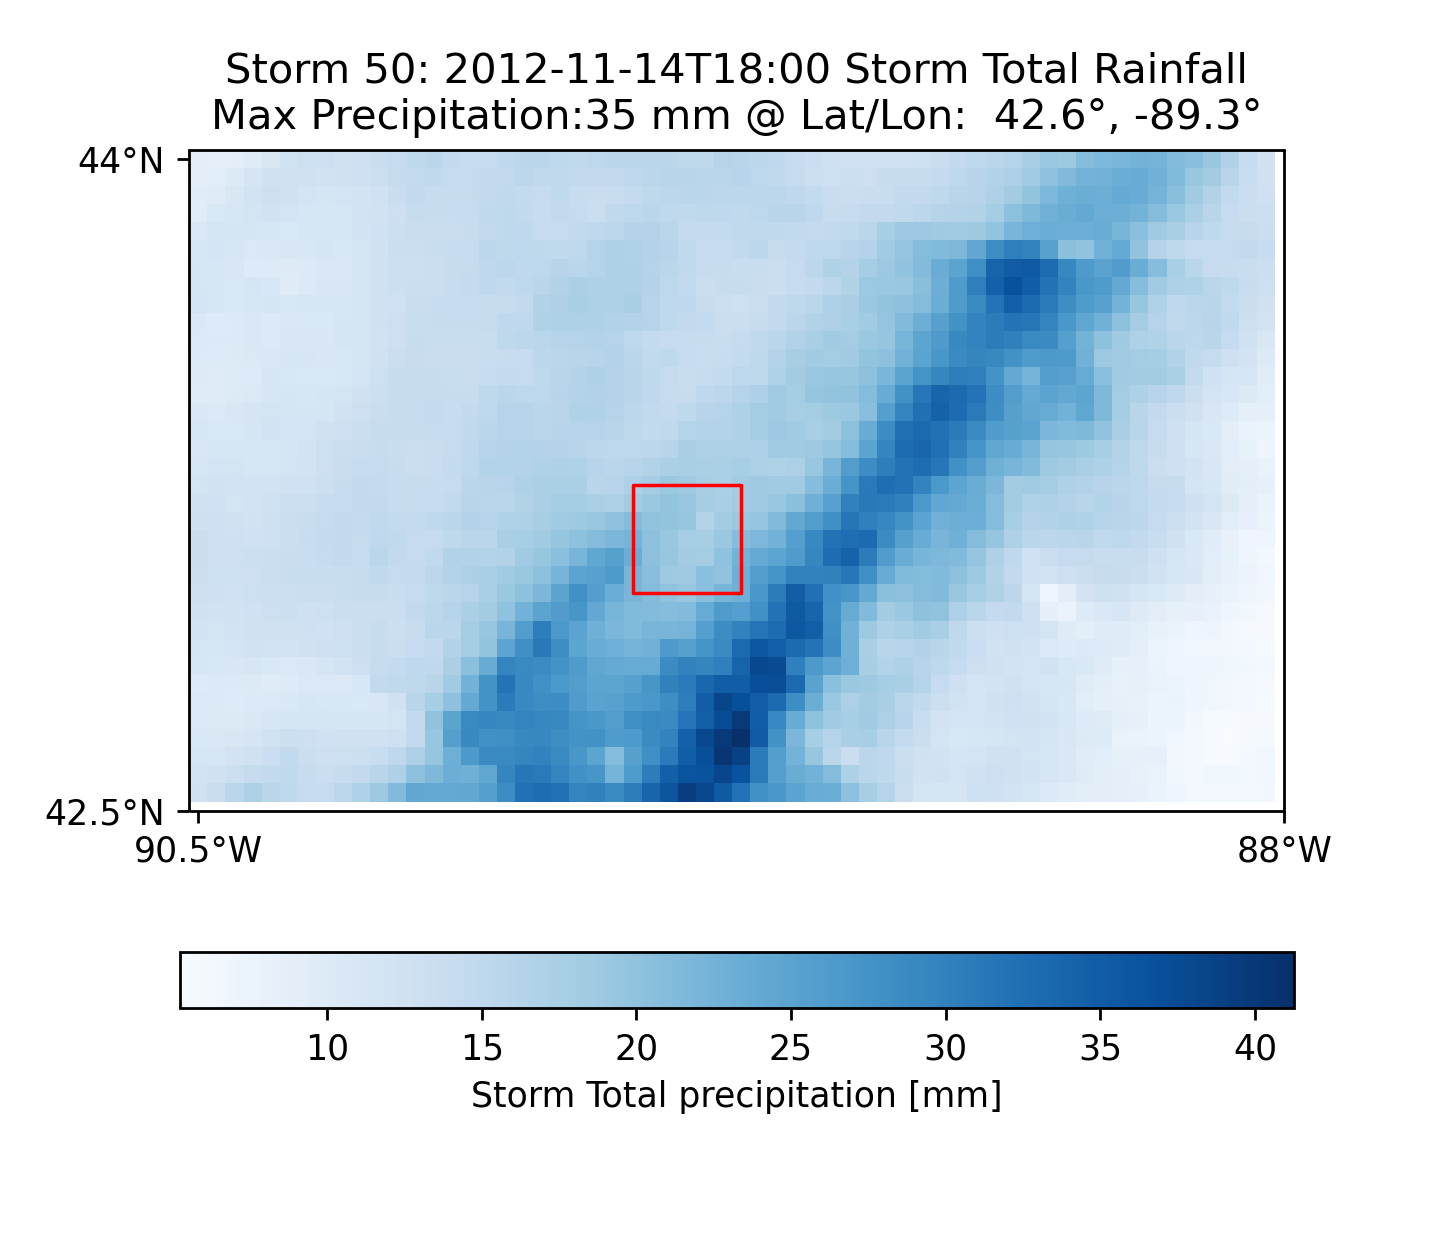 Storm 50: 2012-11-14T18:00 Storm Total Rainfall
Max Precipitation:35 mm @ Lat/Lon:  42.6°, -89.3°
44°N
42.5°N
90.5°W
88°W
10 15 20 25 30 35 40
Storm Total precipitation [mm]